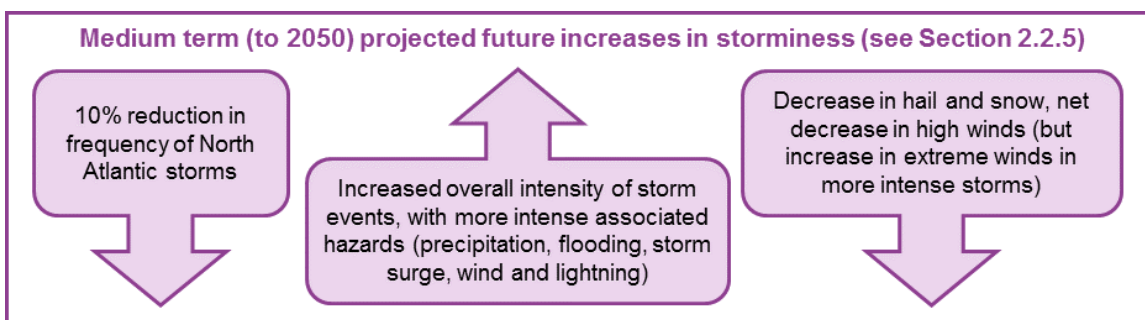 Medium term (to 2050) projected future increases in storminess (see Section 2.2.5)
10% reduction in
frequency of North
Atlantic storms
Increased overall intensity of storm
events, with more intense associated
hazards (precipitation, flooding, storm
surge, wind and lightning)
Decrease in hail and snow, net
decrease in high winds (but
increase in extreme winds in
more intense storms)